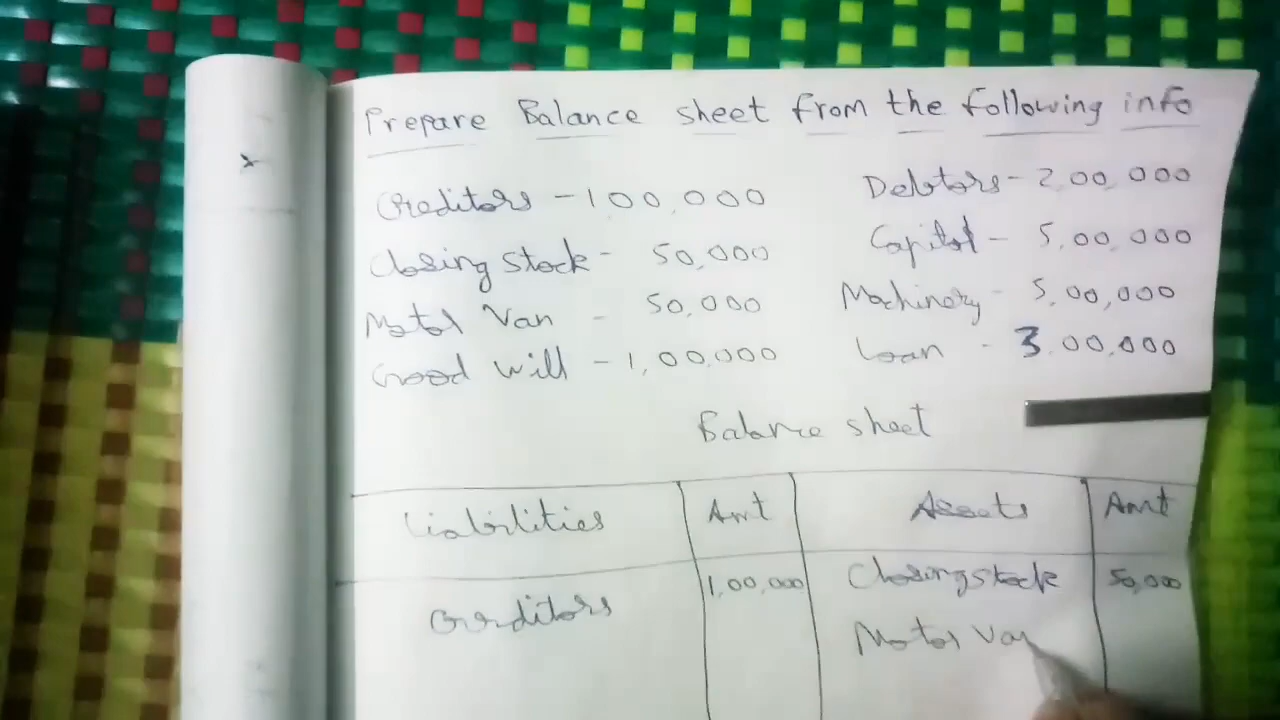 Prepare Balance sheet from the following info
Creditors - 1,00,000 Debtors - 2,00,000
Closing stock - 50,000 Capital - 5,00,000
Motor Van - 50,000 Machinery - 5,00,000
Good Will - 1,00,000 Loan - 3,00,000
Balance sheet
Liabilities Amt Assets Amt
Creditors 1,00,000 Closing stock 50,000
Motor Van